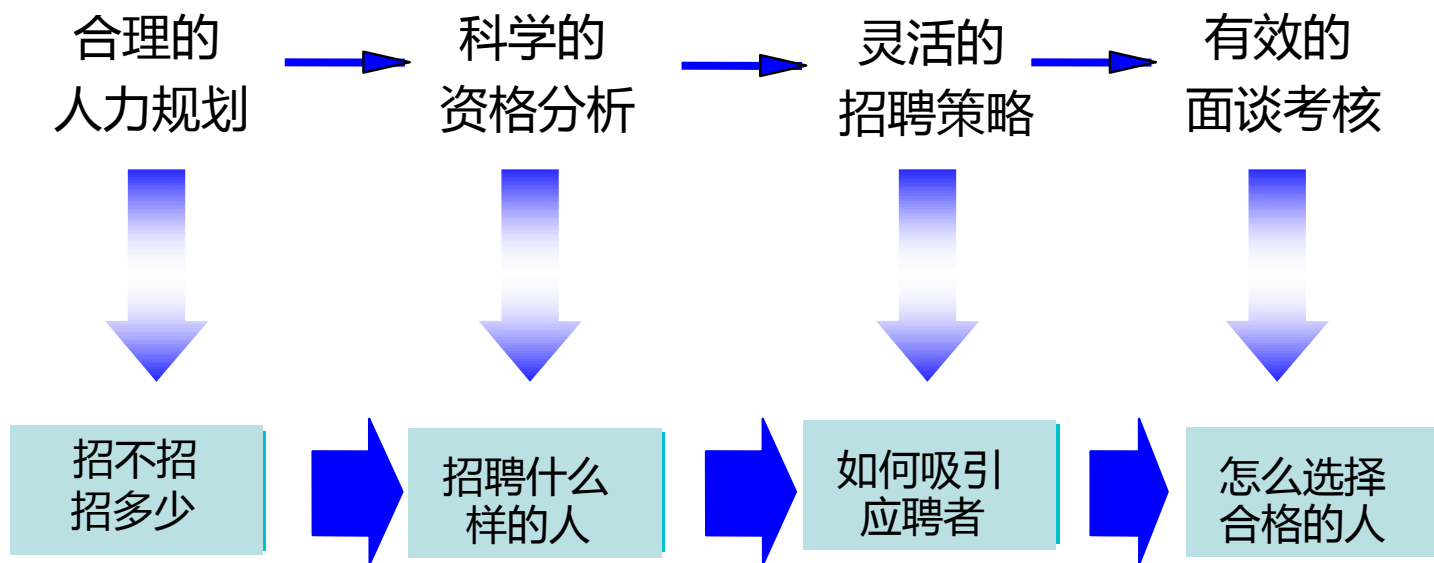 合理的
人力规划
科学的
资格分析
灵活的
招聘策略
有效的
面谈考核
招不招
招多少
招聘什么
样的人
如何吸引
应聘者
怎么选择
合格的人